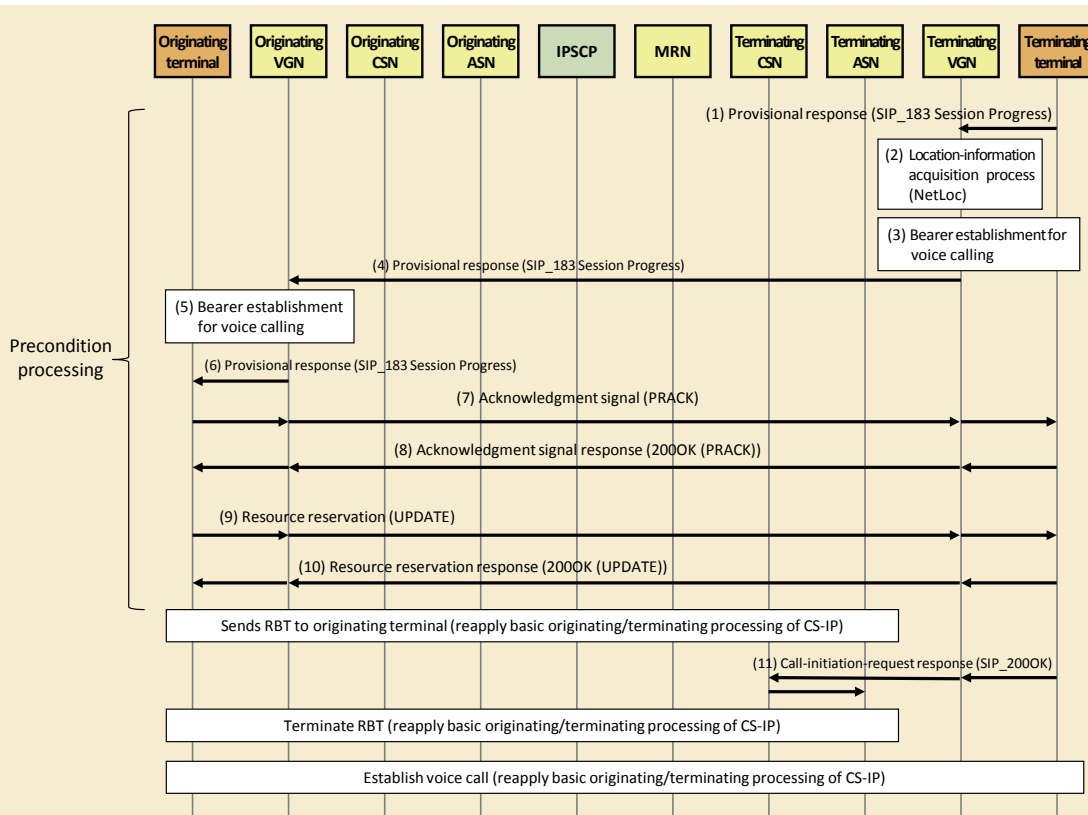 Originating terminal
Originating VGN
Originating CSN
Originating ASN
IPSCP
MRN
Terminating CSN
Terminating ASN
Terminating VGN
Terminating terminal
(1) Provisional response (SIP_183 Session Progress)
(2) Location-information
acquisition process
(NetLoc)
(3) Bearer establishment for
voice calling
(4) Provisional response (SIP_183 Session Progress)
(5) Bearer establishment
for voice calling
Precondition
processing
(6) Provisional response (SIP_183 Session Progress)
(7) Acknowledgment signal (PRACK)
(8) Acknowledgment signal response (200OK (PRACK))
(9) Resource reservation (UPDATE)
(10) Resource reservation response (200OK (UPDATE))
Sends RBT to originating terminal (reapply basic originating/terminating processing of CS-IP)
(11) Call-initiation-request response (SIP_200OK)
Terminate RBT (reapply basic originating/terminating processing of CS-IP)
Establish voice call (reapply basic originating/terminating processing of CS-IP)